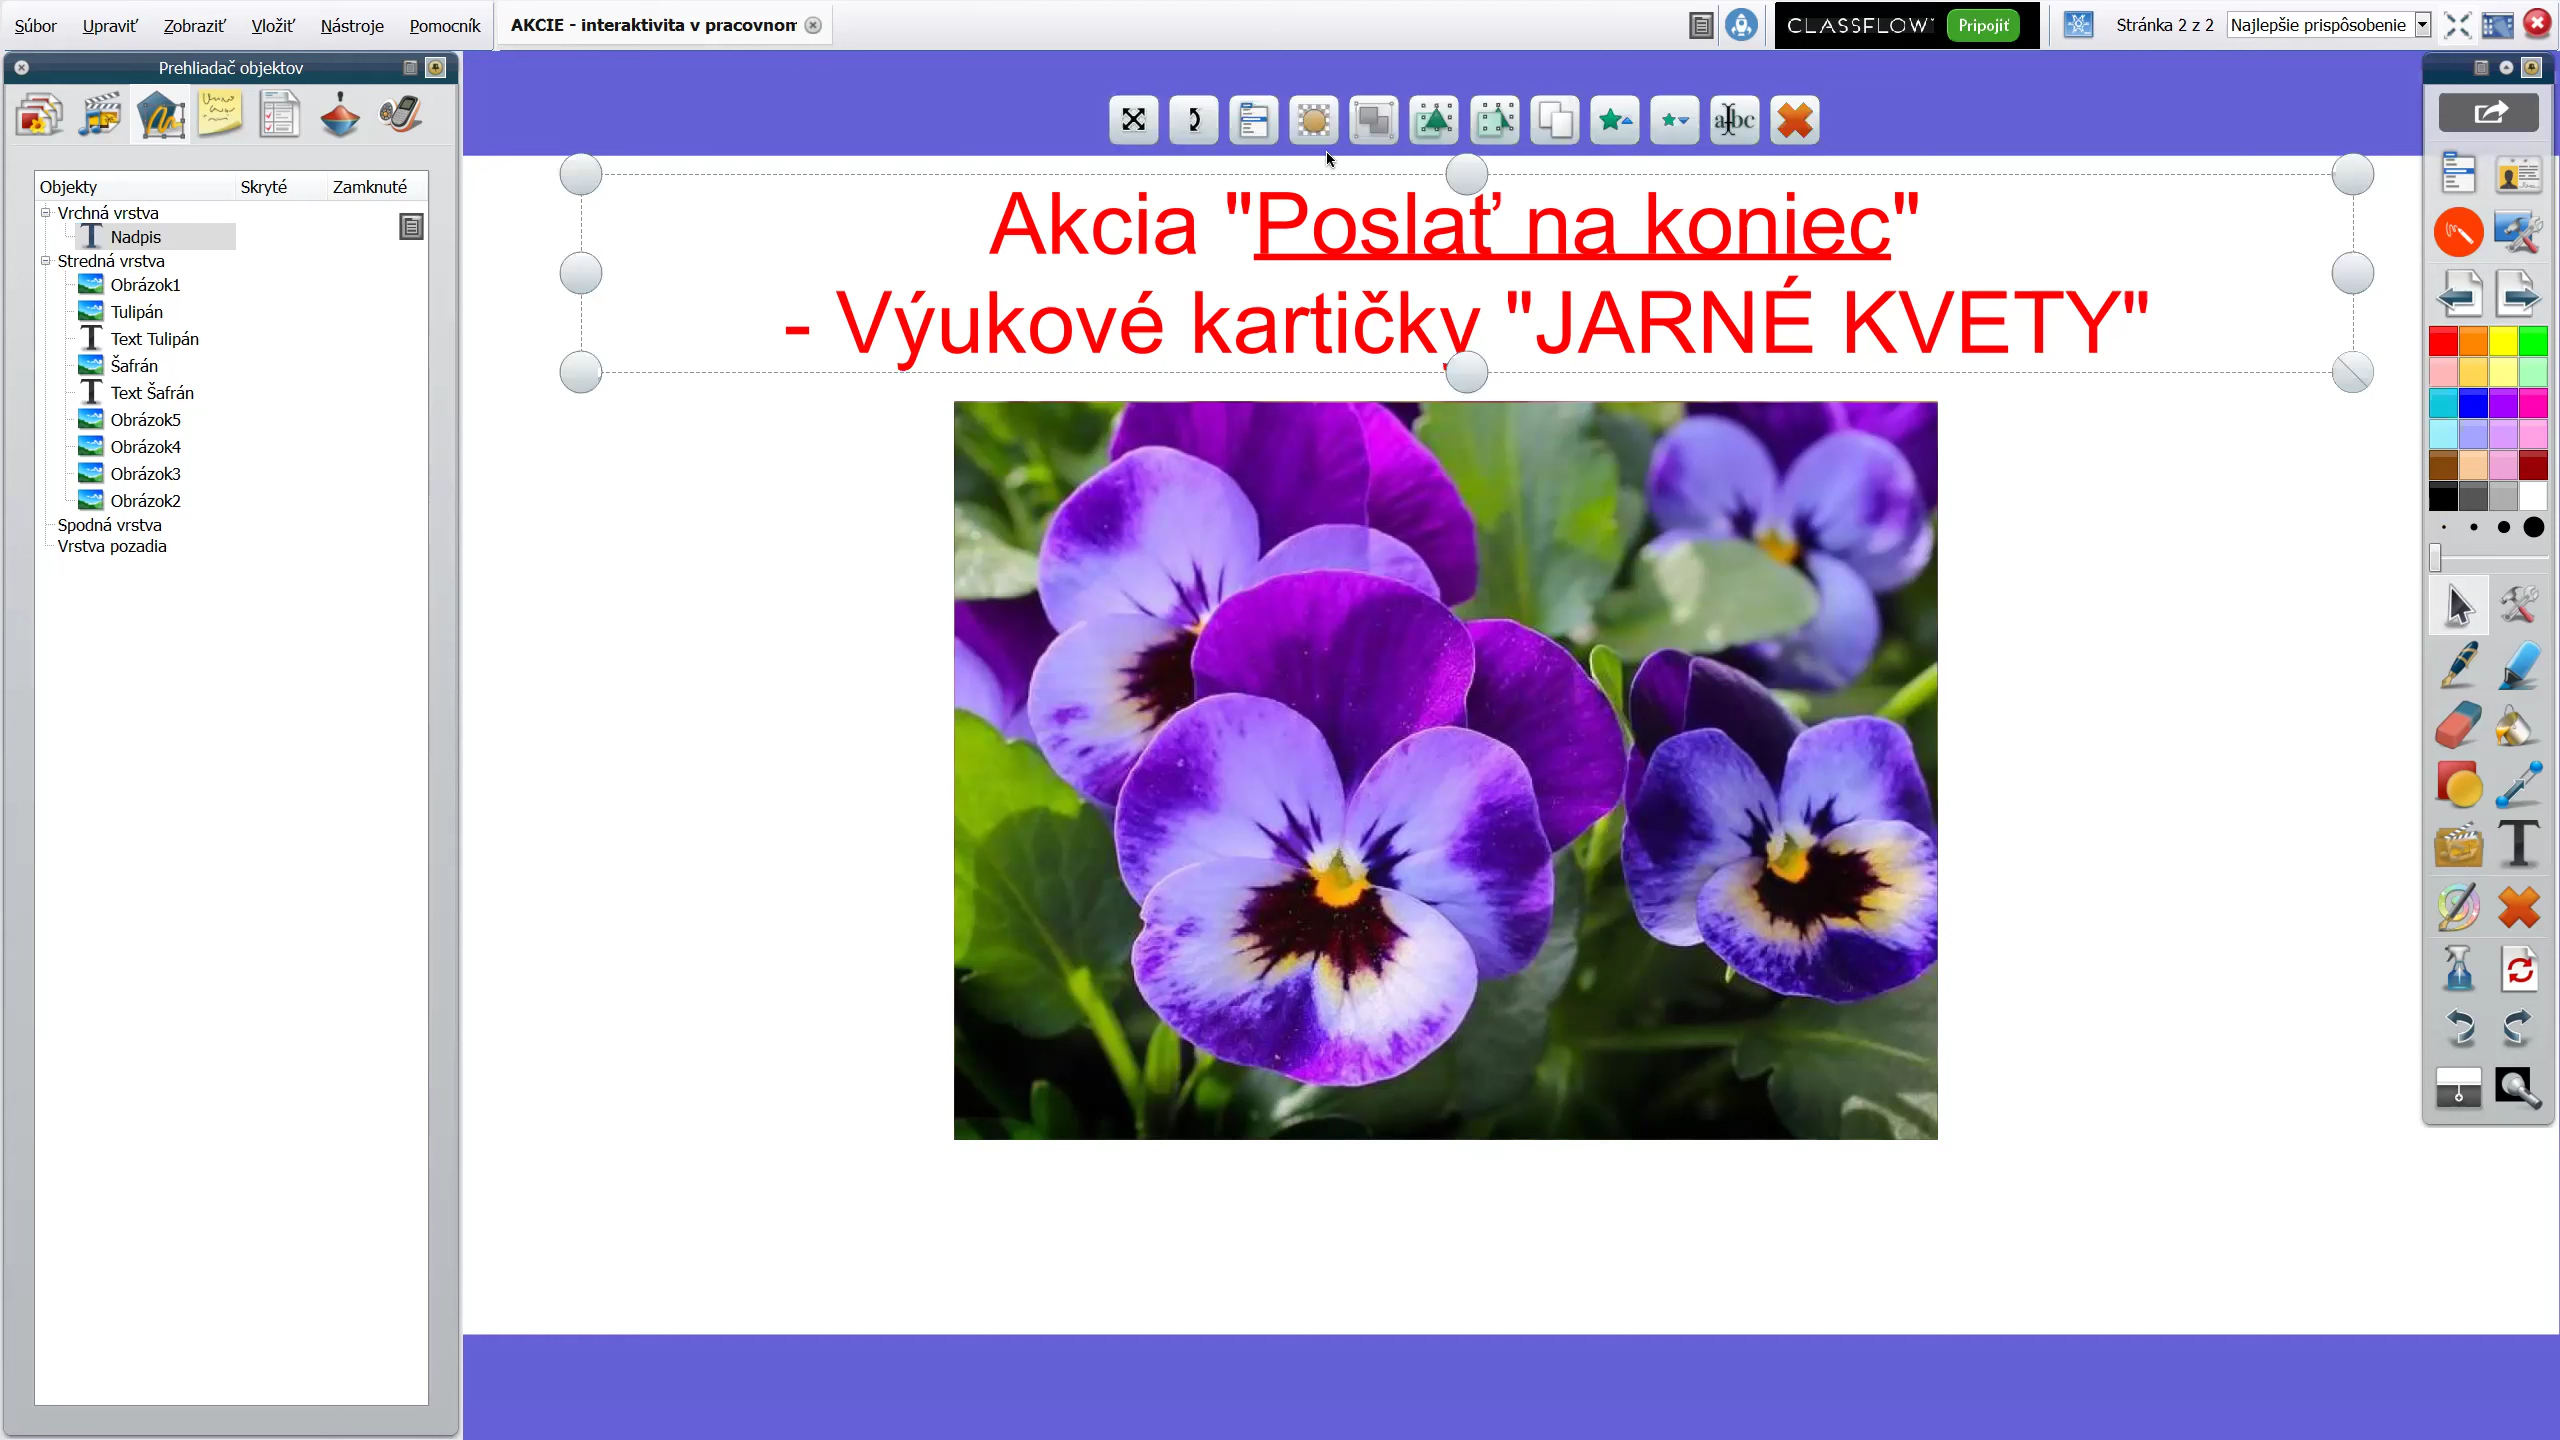 Súbor Upraviť Zobraziť Vložiť Nástroje Pomocník
AKCIE - interaktivita v pracovnom
CLASSFLOW Pripojiť
Stránka 2 z 2
Najlepšie prispôsobenie
Prehliadač objektov
Objekty Skryté Zamknuté
Vrchná vrstva
Nadpis
Stredná vrstva
Obrázok1
Tulipán
Text Tulipán
Šafrán
Text Šafrán
Obrázok5
Obrázok4
Obrázok3
Obrázok2
Spodná vrstva
Vrstva pozadia
Akcia "Poslať na koniec"
- Výukové kartičky "JARNÉ KVETY"